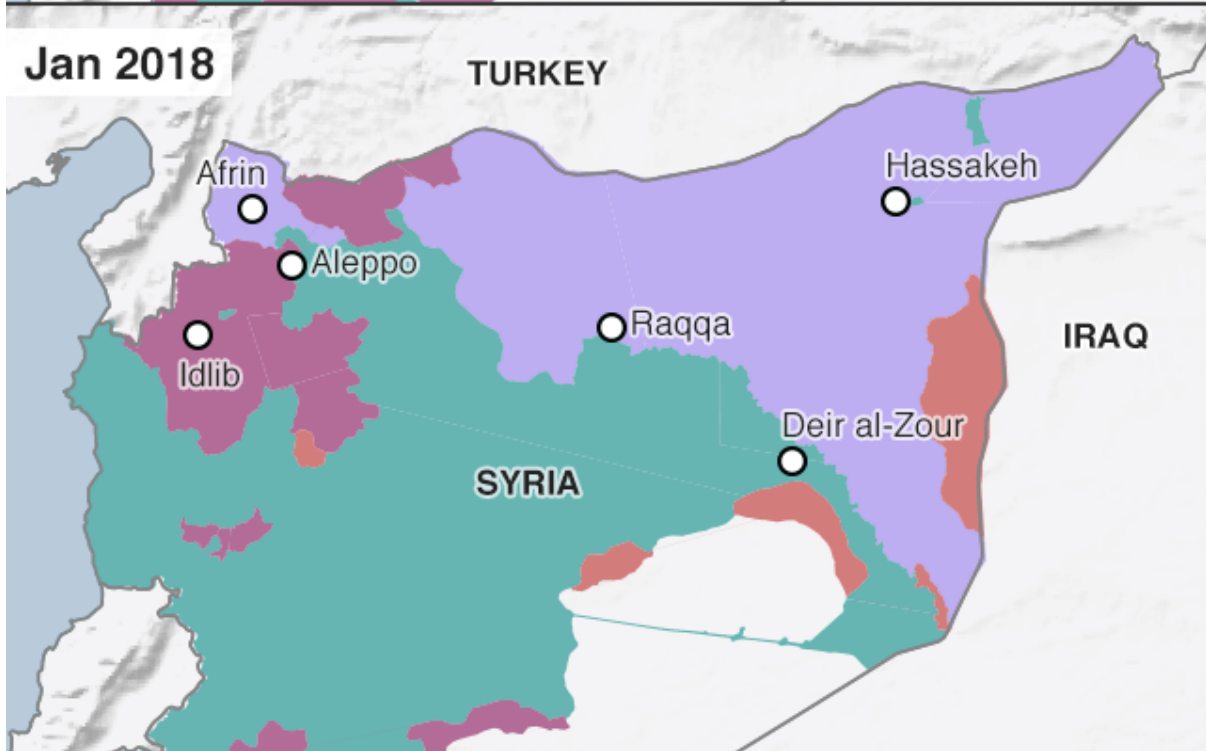 Jan 2018
TURKEY
Afrin
Hassakeh
Aleppo
Raqqa
IRAQ
Idlib
Deir al-Zour
SYRIA